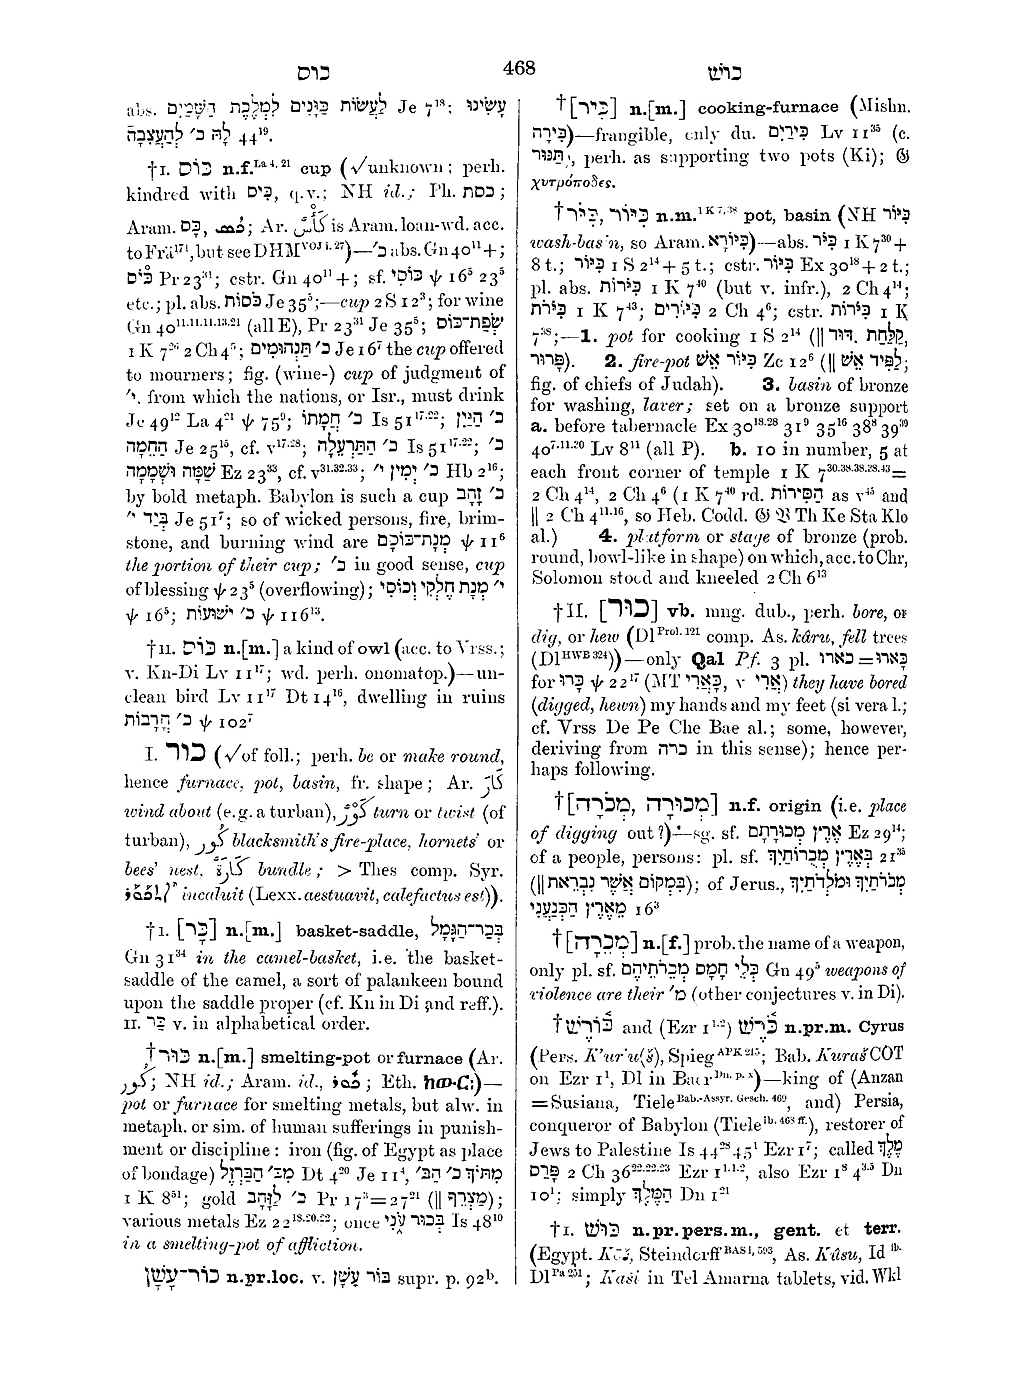 כוס 468 כוש
abs. לַעֲשׂוֹת כַּוָּנִים לִמְלֶכֶת הַשָּׁמַיִם Je 7¹⁸; עָשִׂינוּ
לָהּ כ׳ לְהַעֲצִבָהּ 44¹⁹.
†I. כּוֹס n.f.ᴸᵃ ⁴, ²¹ cup (√unknown; perh.
kindred with כִּיס, q.v.; NH id.; Ph. כסת;
Aram. כָּס, ; Ar. كَأْسٌ is Aram. loan-wd. acc.
to Frä¹⁷¹, but see DHM VOJ i. 27)—כ׳ abs. Gn 40¹¹+;
כּוֹס Pr 23³¹; cstr. Gn 40¹¹+; sf. כּוֹסִי ψ 16⁵ 23⁵
etc.; pl. abs. כֹּסוֹת Je 35⁵;—cup 2 S 12³; for wine
Gn 40¹¹·¹¹·¹¹·¹³·²¹ (all E), Pr 23³¹ Je 35⁵; שְׂפַת־כּוֹס
1 K 7²⁶ 2 Ch 4⁵; כ׳ תַּנְחוּמִים Je 16⁷ the cup offered
to mourners; fig. (wine-) cup of judgment of
י׳, from which the nations, or Isr., must drink
Je 49¹² La 4²¹ ψ 75⁹; כ׳ חֲמָתוֹ Is 51¹⁷·²²; כ׳ הַיַּיִן
הַחֵמָה Je 25¹⁵, cf. v¹⁷·²⁸; כ׳ הַתַּרְעֵלָה Is 51¹⁷·²²; כ׳
שַׁמָּה וּשְׁמָמָה Ez 23³³, cf. v³¹·³²·³³; כ׳ יְמִין י׳ Hb 2¹⁶;
by bold metaph. Babylon is such a cup כ׳ זָהָב
בְּיַד י׳ Je 51⁷; so of wicked persons, fire, brim-
stone, and burning wind are מְנָת־כּוֹסָם ψ 11⁶
the portion of their cup; כ׳ in good sense, cup
of blessing ψ 23⁵ (overflowing); י׳ מְנָת חֶלְקִי וְכוֹסִי
ψ 16⁵; כ׳ יְשׁוּעוֹת ψ 116¹³.
†II. כּוֹס n.[m.] a kind of owl (acc. to Vrss.;
v. Kn-Di Lv 11¹⁷; wd. perh. onomatop.)—un-
clean bird Lv 11¹⁷ Dt 14¹⁶, dwelling in ruins
כ׳ חֳרָבוֹת ψ 102⁷
I. כור (√of foll.; perh. be or make round,
hence furnace, pot, basin, fr. shape; Ar. كَارَ
wind about (e.g. a turban), كَوَّرَ turn or twist (of
turban), كُورٌ blacksmith's fire-place, hornets' or
bees' nest, كَارَةٌ bundle; > Thes comp. Syr.
incaluit (Lexx. aestuavit, calefactus est)).
†I. [כַּר] n.[m.] basket-saddle, בְּכַר־הַגָּמָל
Gn 31³⁴ in the camel-basket, i.e. the basket-
saddle of the camel, a sort of palankeen bound
upon the saddle proper (cf. Kn in Di and reff.).
II. כַּר v. in alphabetical order.
†כּוּר n.[m.] smelting-pot or furnace (Ar.
كُورٌ; NH id.; Aram. id., ; Eth. )—
pot or furnace for smelting metals, but alw. in
metaph. or sim. of human sufferings in punish-
ment or discipline: iron (fig. of Egypt as place
of bondage) מִכּ׳ הַבַּרְזֶל Dt 4²⁰ Je 11⁴, מִתּוֹךְ כ׳ הַבּ׳
1 K 8⁵¹; gold כ׳ לַזָּהָב Pr 17³=27²¹ (‖ מַצְרֵף);
various metals Ez 22¹⁸·²⁰·²²; once בְּכוּר עֹנִי Is 48¹⁰
in a smelting-pot of affliction.
כּוֹר־עָשָׁן n.pr.loc. v. בּוֹר עָשָׁן supr. p. 92ᵇ.
†[כִּיר] n.[m.] cooking-furnace (Mishn.
כִּירָה)—frangible, only du. כִּירַיִם Lv 11³⁵ (c.
תַּנּוּר), perh. as supporting two pots (Ki); 𝔊
χυτρόποδες.
†כִּיּוֹר, כִּיֹּר n.m.¹ ᴷ ⁷, ³⁸ pot, basin (NH כִּיּוֹר
wash-basin, so Aram. כִּיּוֹרָא)—abs. כִּיֹּר 1 K 7³⁰ +
8 t.; כִּיּוֹר 1 S 2¹⁴ + 5 t.; cstr. כִּיּוֹר Ex 30¹⁸ + 2 t.;
pl. abs. כִּיֹּרוֹת 1 K 7⁴⁰ (but v. infr.), 2 Ch 4¹⁴;
כִּיֹּרֹת 1 K 7⁴³; כִּיּוֹרִים 2 Ch 4⁶; cstr. כִּיֹּרוֹת 1 K
7³⁸;—1. pot for cooking 1 S 2¹⁴ (‖ קַלַּחַת, דּוּד,
פָּרוּר). 2. fire-pot כִּיּוֹר אֵשׁ Zc 12⁶ (‖ לַפִּיד אֵשׁ;
fig. of chiefs of Judah). 3. basin of bronze
for washing, laver; set on a bronze support
a. before tabernacle Ex 30¹⁸·²⁸ 31⁹ 35¹⁶ 38⁸ 39³⁹
40⁷·¹¹·³⁰ Lv 8¹¹ (all P). b. 10 in number, 5 at
each front corner of temple 1 K 7³⁰·³⁸·³⁸·³⁸·⁴³=
2 Ch 4¹⁴, 2 Ch 4⁶ (1 K 7⁴⁰ rd. הַסִּירוֹת as v⁴⁵ and
‖ 2 Ch 4¹¹·¹⁶, so Heb. Codd. 𝔊 𝔙 Th Ke Sta Klo
al.) 4. platform or stage of bronze (prob.
round, bowl-like in shape) on which, acc. to Chr,
Solomon stood and kneeled 2 Ch 6¹³
†II. [כּוּר] vb. mng. dub., perh. bore, or
dig, or hew (Dl Prol. 121 comp. As. kâru, fell trees
(Dl HWB 324))—only Qal Pf. 3 pl. כארו = כָּארוּ
for כָּרוּ ψ 22¹⁷ (MT כָּאֲרִי, v אֲרִי) they have bored
(digged, hewn) my hands and my feet (si vera l.;
cf. Vrss De Pe Che Bae al.; some, however,
deriving from כרה in this sense); hence per-
haps following.
†[מְכוּרָה, מְכֹרָה] n.f. origin (i.e. place
of digging out?)—sg. sf. אֶרֶץ מְכוּרָתָם Ez 29¹⁴;
of a people, persons: pl. sf. בְּאֶרֶץ מְכֻרוֹתַיִךְ 21³⁵
(‖ בִּמְקוֹם אֲשֶׁר נִבְרֵאת); of Jerus., מְכֹרֹתַיִךְ וּמֹלְדֹתַיִךְ
מֵאֶרֶץ הַכְּנַעֲנִי 16³
†[מְכֵרָה] n.[f.] prob. the name of a weapon,
only pl. sf. כְּלֵי חָמָס מְכֵרֹתֵיהֶם Gn 49⁵ weapons of
violence are their מ׳ (other conjectures v. in Di).
†כּוֹרֶשׁ and (Ezr 1¹·²) כֹּרֶשׁ n.pr.m. Cyrus
(Pers. K'ur'u(š), Spieg APK 215; Bab. Kuraš COT
on Ezr 1¹, Dl in Baer Dn. p. x)—king of (Anzan
= Susiana, Tiele Bab.-Assyr. Gesch. 469, and) Persia,
conqueror of Babylon (Tiele ib. 468 ff.), restorer of
Jews to Palestine Is 44²⁸ 45¹ Ezr 1⁷; called מֶלֶךְ
פָּרַס 2 Ch 36²²·²²·²³ Ezr 1¹·¹·², also Ezr 1⁸ 4³·⁵ Dn
10¹; simply הַמֶּלֶךְ Dn 1²¹
†I. כּוּשׁ n.pr.pers.m., gent. et terr.
(Egypt. , Steindorff BAS I, 593, As. Kûsu, Id ib.
Dl Pa 251; Kaši in Tel Amarna tablets, vid. Wkl